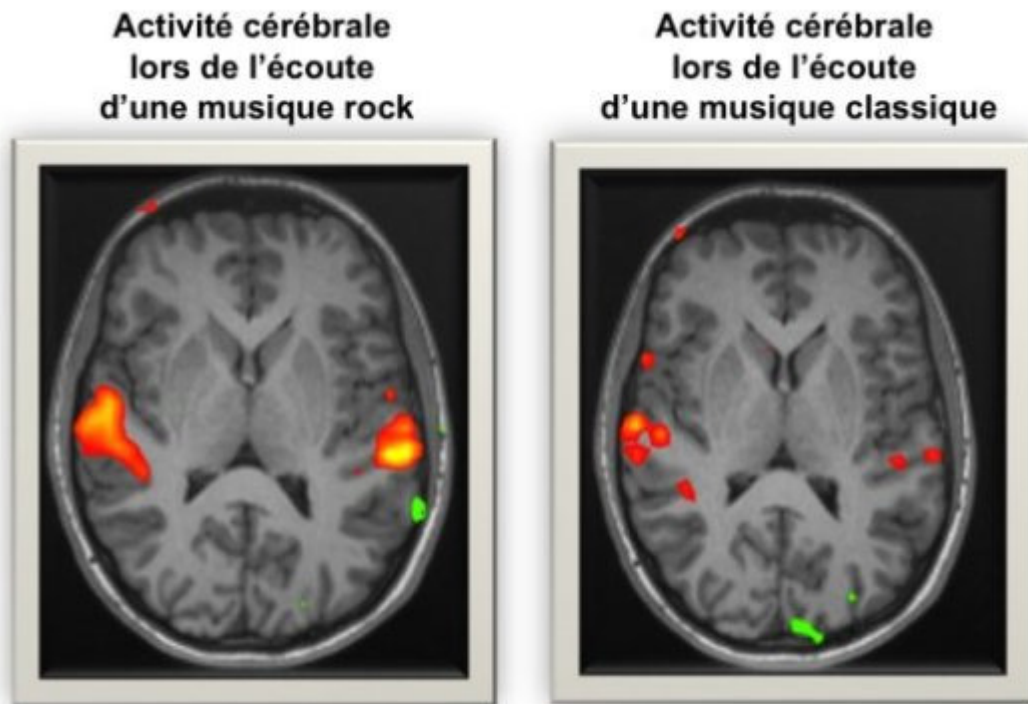 Activité cérébrale
lors de l'écoute
d'une musique rock
Activité cérébrale
lors de l'écoute
d'une musique classique